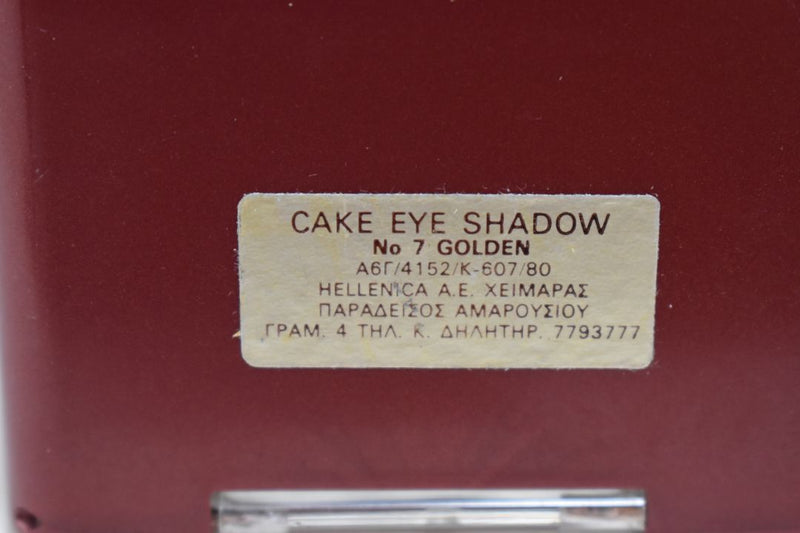 CAKE EYE SHADOW
No 7 GOLDEN
Α6Γ/4152/Κ-607/80
HELLENICA A.E. ΧΕΙΜΑΡΑΣ
ΠΑΡΑΔΕΙΣΟΣ ΑΜΑΡΟΥΣΙΟΥ
ΓΡΑΜ. 4 ΤΗΛ. Κ. ΔΗΛΗΤΗΡ. 7793777